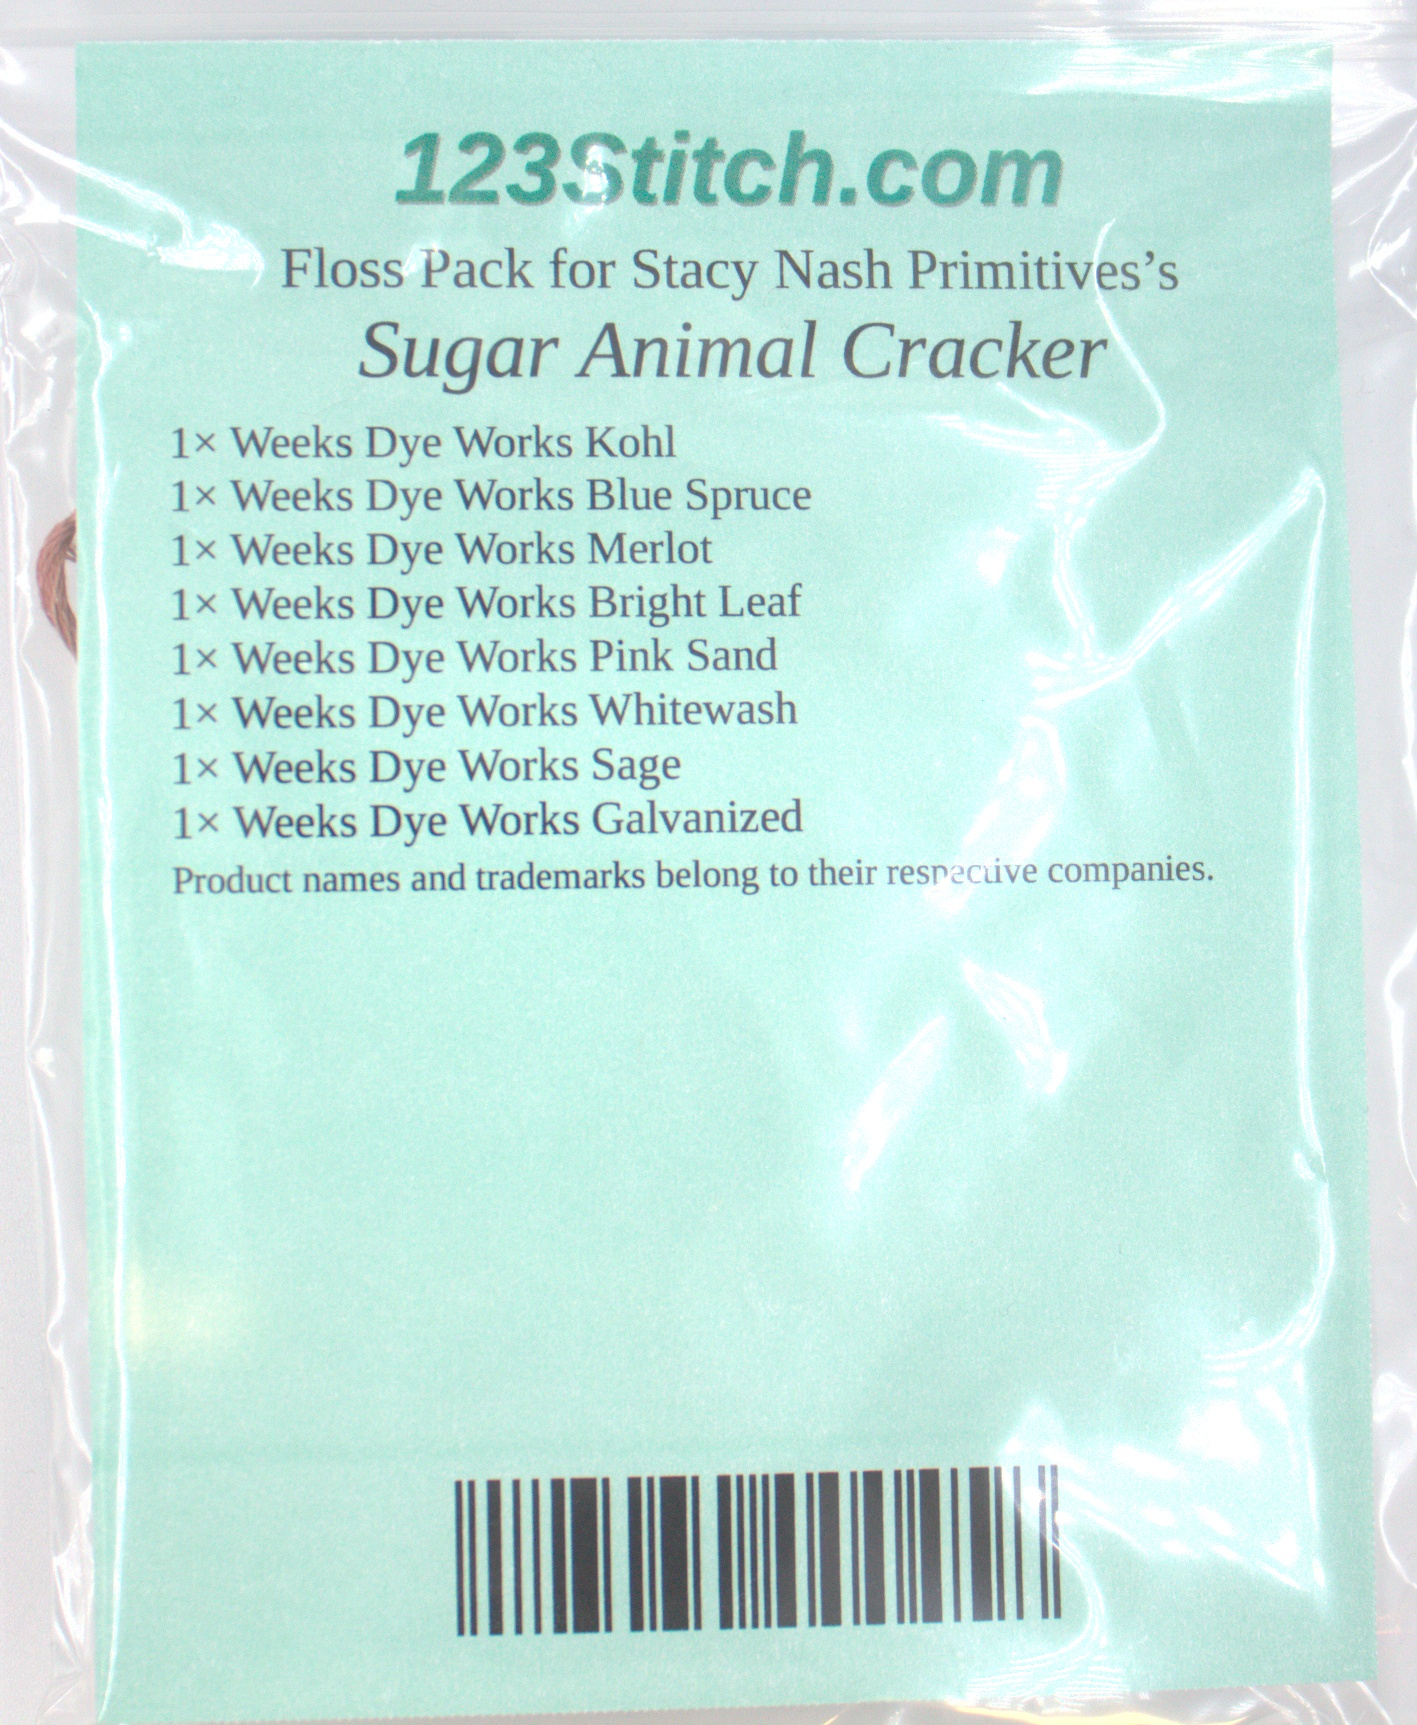 123Stitch.com
Floss Pack for Stacy Nash Primitives’s
Sugar Animal Cracker
1× Weeks Dye Works Kohl
1× Weeks Dye Works Blue Spruce
1× Weeks Dye Works Merlot
1× Weeks Dye Works Bright Leaf
1× Weeks Dye Works Pink Sand
1× Weeks Dye Works Whitewash
1× Weeks Dye Works Sage
1× Weeks Dye Works Galvanized
Product names and trademarks belong to their respective companies.